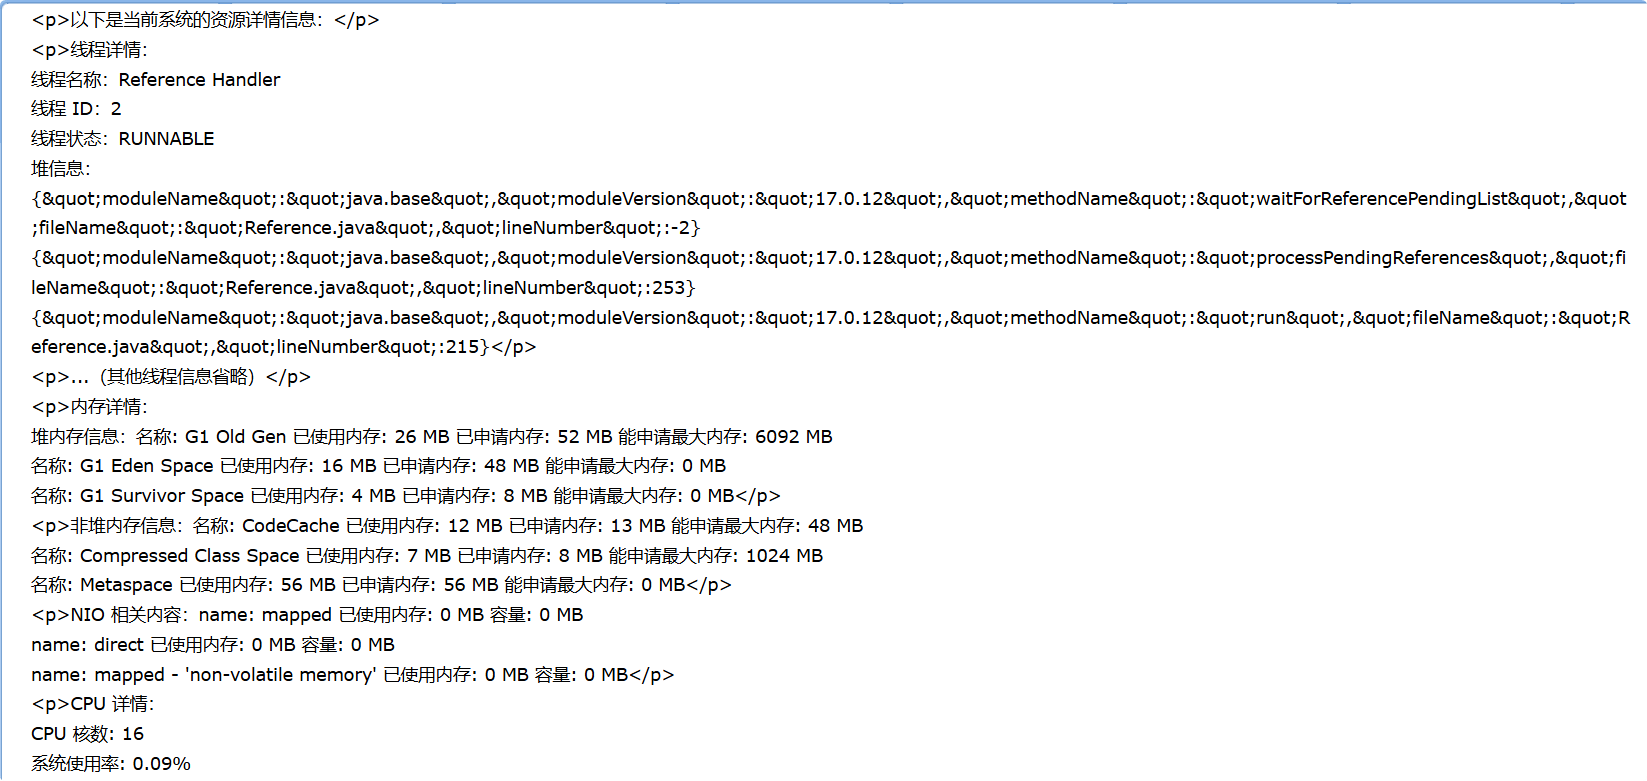 <p>以下是当前系统的资源详情信息：</p>
<p>线程详情:
线程名称：Reference Handler
线程 ID：2
线程状态：RUNNABLE
堆信息:
{&quot;moduleName&quot;:&quot;java.base&quot;,&quot;moduleVersion&quot;:&quot;17.0.12&quot;,&quot;methodName&quot;:&quot;waitForReferencePendingList&quot;,&quot
;fileName&quot;:&quot;Reference.java&quot;,&quot;lineNumber&quot;:-2}
{&quot;moduleName&quot;:&quot;java.base&quot;,&quot;moduleVersion&quot;:&quot;17.0.12&quot;,&quot;methodName&quot;:&quot;processPendingReferences&quot;,&quot;fi
leName&quot;:&quot;Reference.java&quot;,&quot;lineNumber&quot;:253}
{&quot;moduleName&quot;:&quot;java.base&quot;,&quot;moduleVersion&quot;:&quot;17.0.12&quot;,&quot;methodName&quot;:&quot;run&quot;,&quot;fileName&quot;:&quot;R
eference.java&quot;,&quot;lineNumber&quot;:215}</p>
<p>...（其他线程信息省略）</p>
<p>内存详情:
堆内存信息：名称: G1 Old Gen 已使用内存: 26 MB 已申请内存: 52 MB 能申请最大内存: 6092 MB
名称: G1 Eden Space 已使用内存: 16 MB 已申请内存: 48 MB 能申请最大内存: 0 MB
名称: G1 Survivor Space 已使用内存: 4 MB 已申请内存: 8 MB 能申请最大内存: 0 MB</p>
<p>非堆内存信息：名称: CodeCache 已使用内存: 12 MB 已申请内存: 13 MB 能申请最大内存: 48 MB
名称: Compressed Class Space 已使用内存: 7 MB 已申请内存: 8 MB 能申请最大内存: 1024 MB
名称: Metaspace 已使用内存: 56 MB 已申请内存: 56 MB 能申请最大内存: 0 MB</p>
<p>NIO 相关内容：name: mapped 已使用内存: 0 MB 容量: 0 MB
name: direct 已使用内存: 0 MB 容量: 0 MB
name: mapped - 'non-volatile memory' 已使用内存: 0 MB 容量: 0 MB</p>
<p>CPU 详情:
CPU 核数: 16
系统使用率: 0.09%